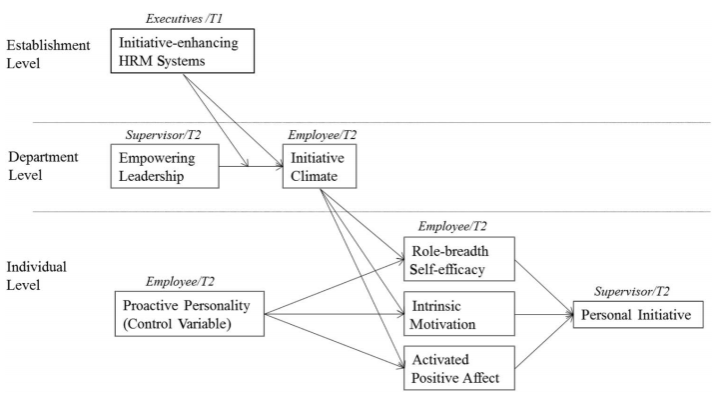 Executives/T1
Establishment
Level
Initiative-enhancing
HRM Systems
Supervisor/T2
Employee/T2
Department
Level
Empowering
Leadership
Initiative
Climate
Employee/T2
Individual
Level
Role-breadth
Self-efficacy
Employee/T2
Proactive Personality
(Control Variable)
Intrinsic
Motivation
Supervisor/T2
Personal Initiative
Activated
Positive Affect